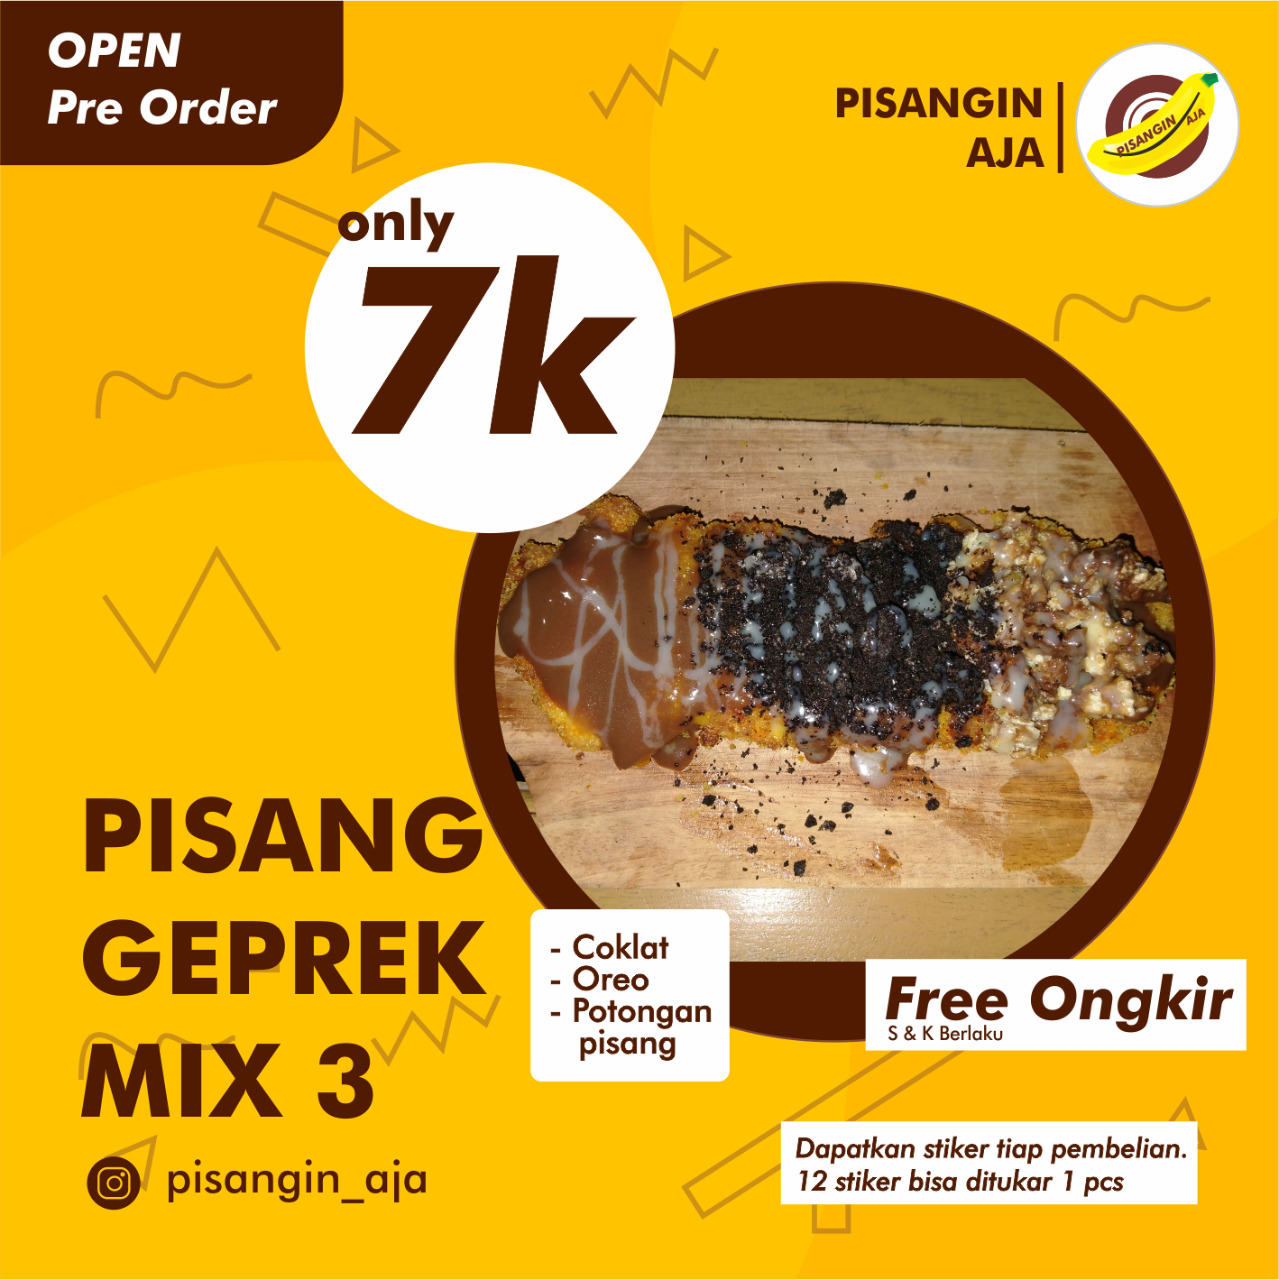 OPEN
Pre Order
PISANGIN
AJA
PISANGIN AJA
only
7k
PISANG
GEPREK
MIX 3
- Coklat
- Oreo
- Potongan
pisang
Free Ongkir
S & K Berlaku
Dapatkan stiker tiap pembelian.
12 stiker bisa ditukar 1 pcs
pisangin_aja